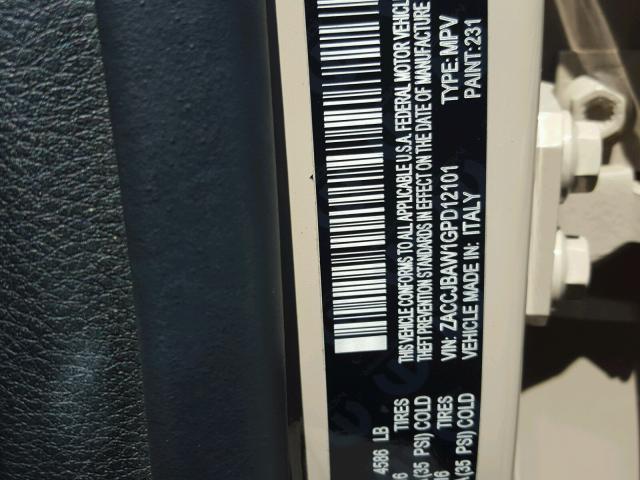 4586 LB
TIRES
(35 PSI) COLD
TIRES
(35 PSI) COLD
THIS VEHICLE CONFORMS TO ALL APPLICABLE U.S.A. FEDERAL MOTOR VEHICL
THEFT PREVENTION STANDARDS IN EFFECT ON THE DATE OF MANUFACTURE
VIN: ZACCJBAW1GPD12101 TYPE: MPV
VEHICLE MADE IN: ITALY PAINT: 231